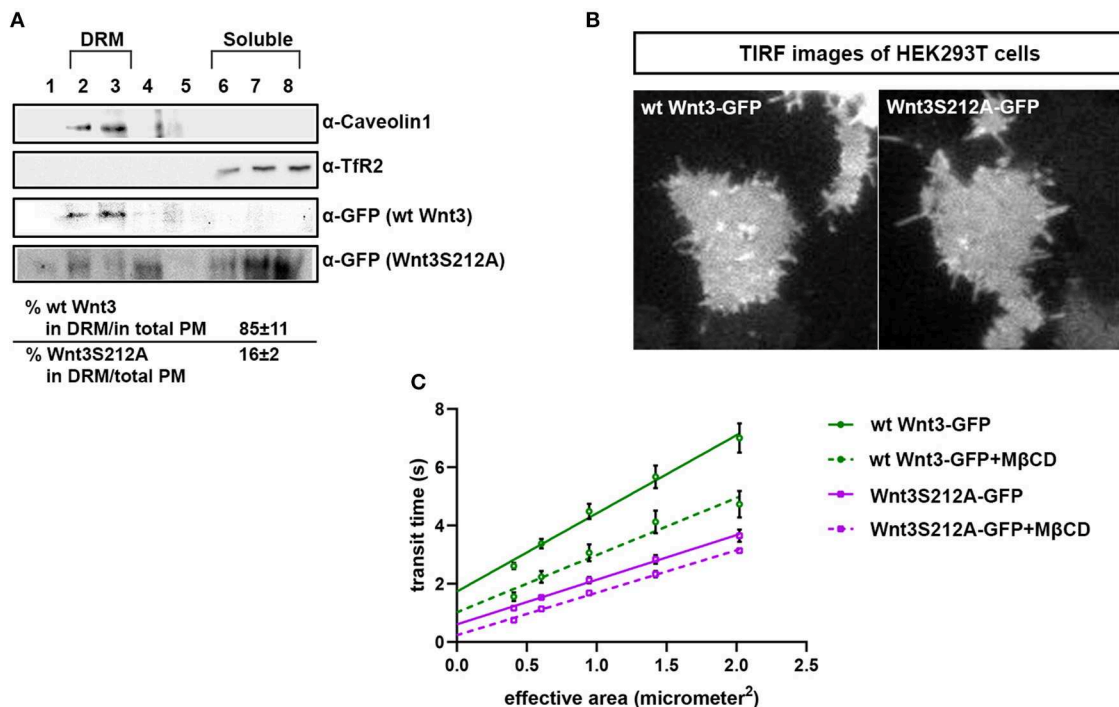 A
DRM Soluble
1 2 3 4 5 6 7 8
α-Caveolin1
α-TfR2
α-GFP (wt Wnt3)
α-GFP (Wnt3S212A)
% wt Wnt3
in DRM/in total PM 85±11
% Wnt3S212A 16±2
in DRM/total PM
B
TIRF images of HEK293T cells
wt Wnt3-GFP
Wnt3S212A-GFP
C
8
6
4
2
0
transit time (s)
0.0 0.5 1.0 1.5 2.0 2.5
effective area (micrometer²)
wt Wnt3-GFP
wt Wnt3-GFP+MβCD
Wnt3S212A-GFP
Wnt3S212A-GFP+MβCD